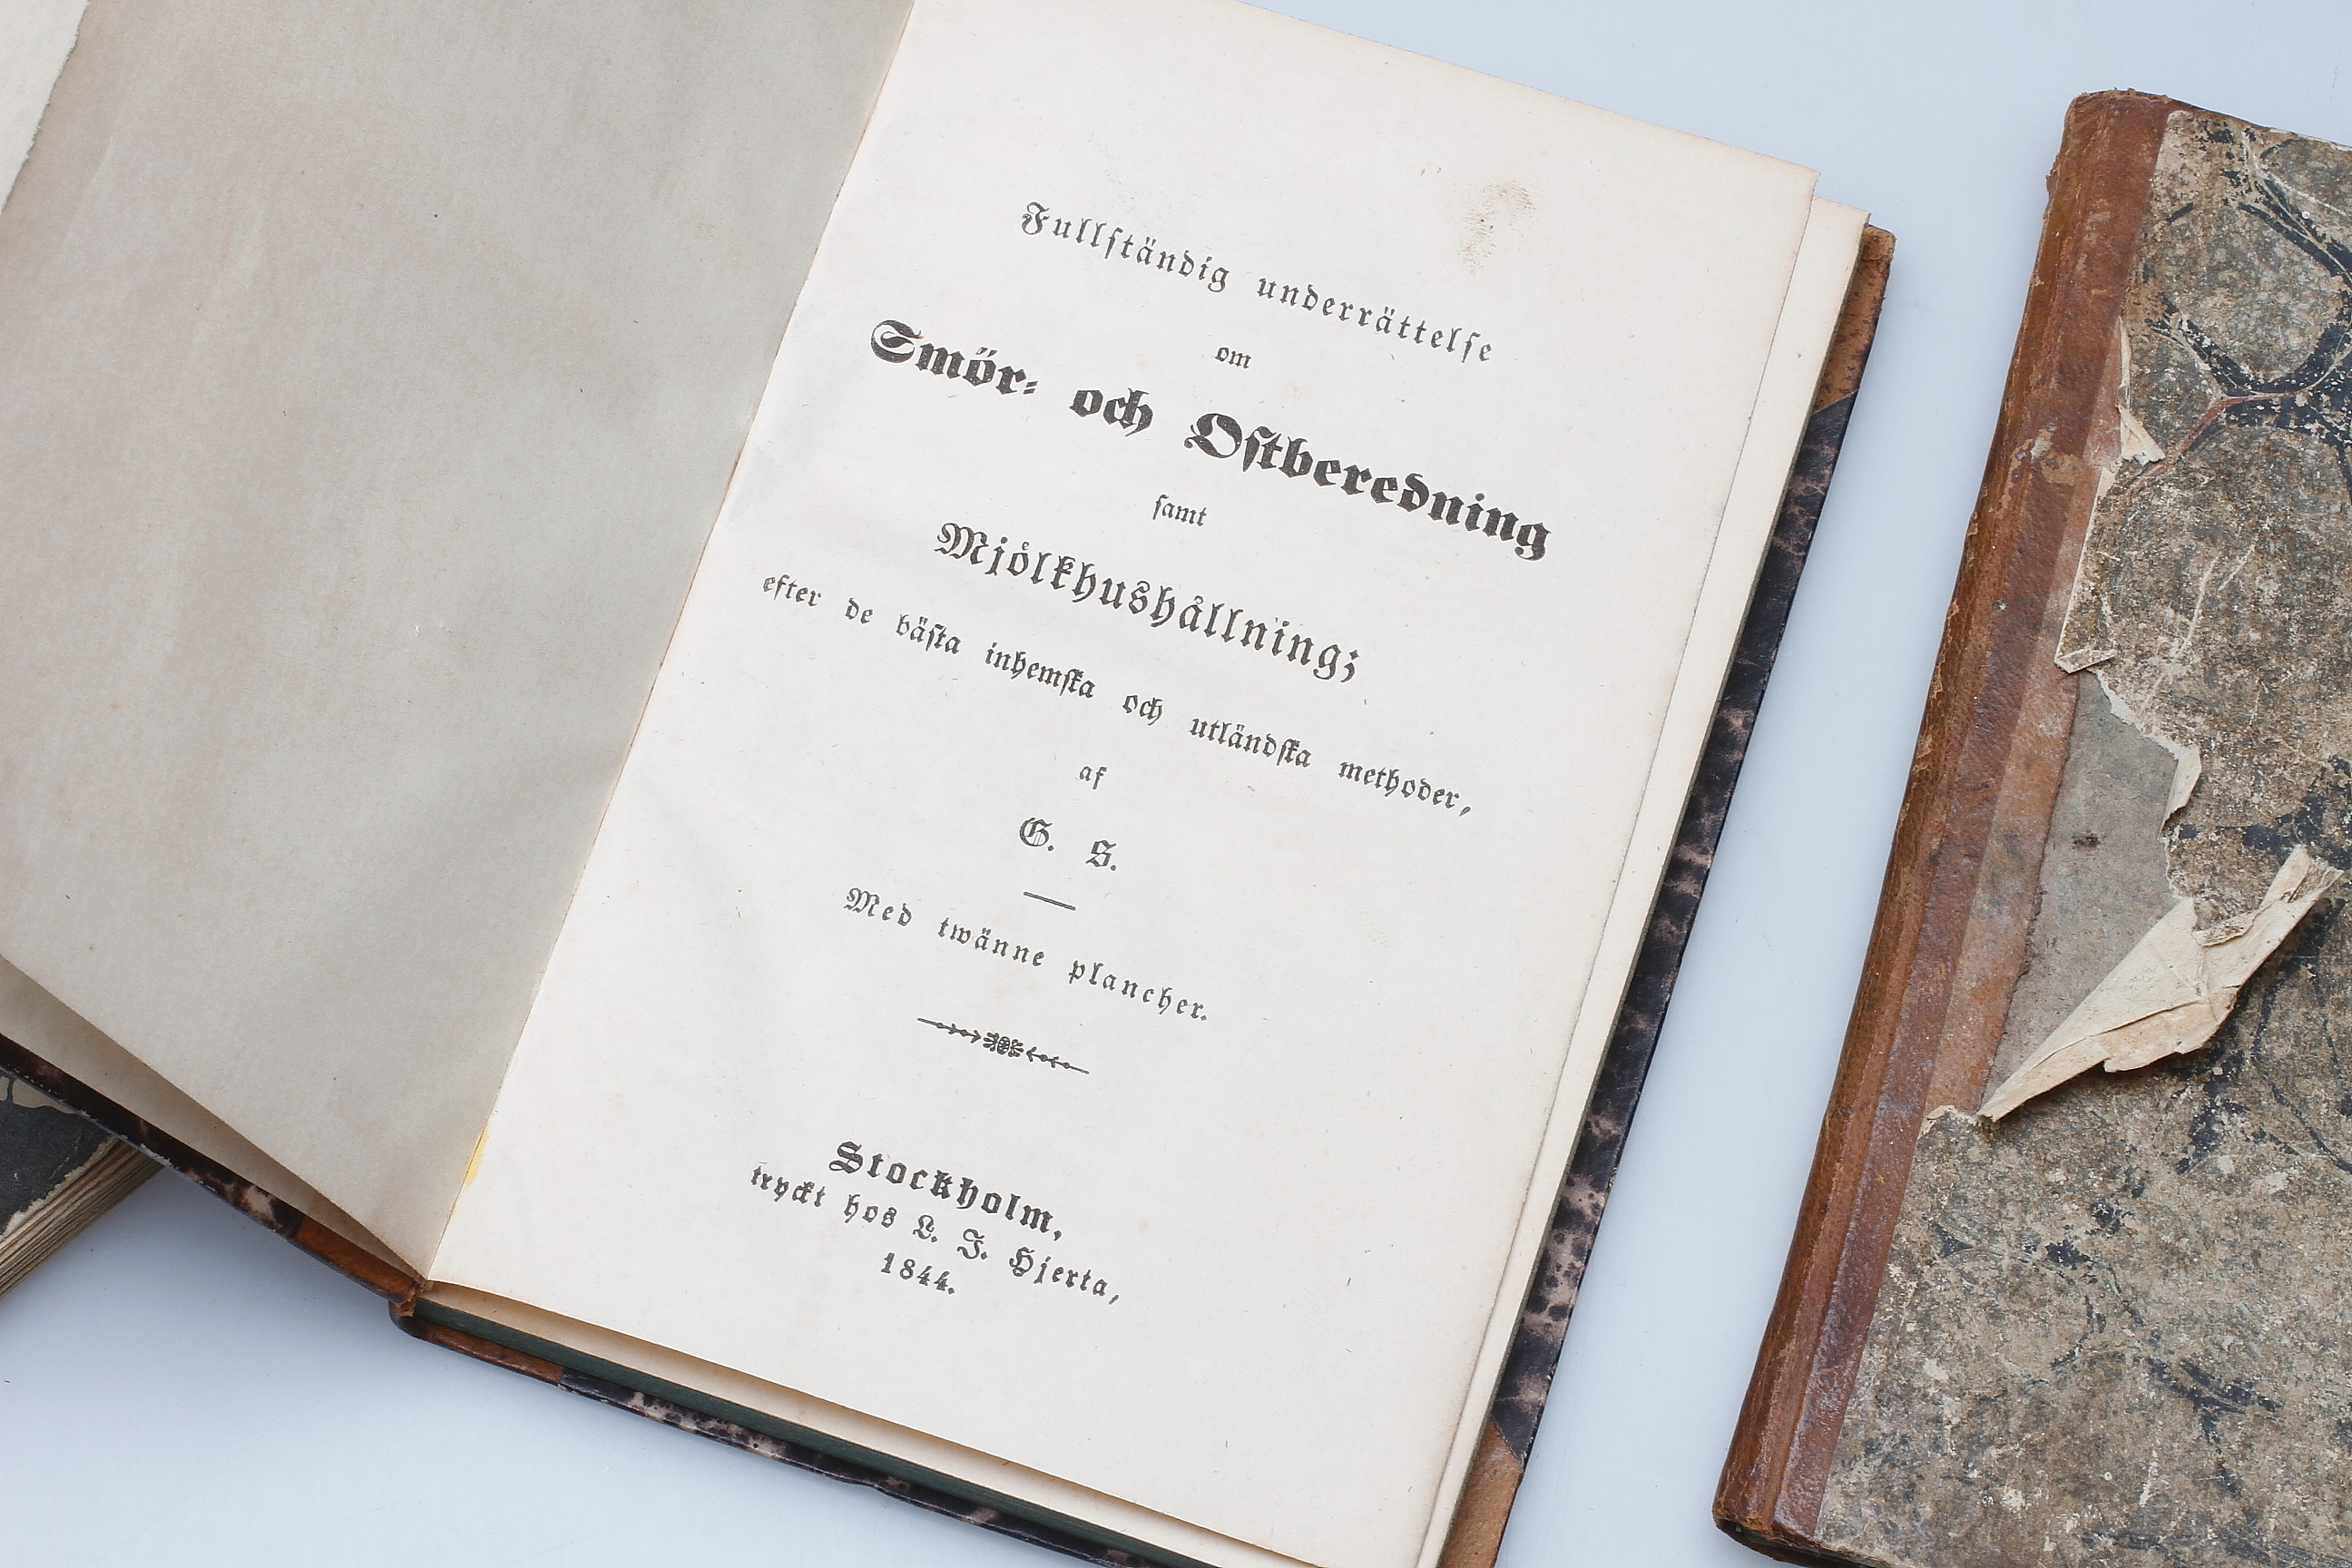 Fullständig underrättelse
om
Smör- och Ostberedning
samt
Mjölkhushållning;
efter de bästa inhemska och utländska methoder,
af
G. S.
Med twänne plancher.
Stockholm,
tryckt hos L. J. Hjerta,
1844.